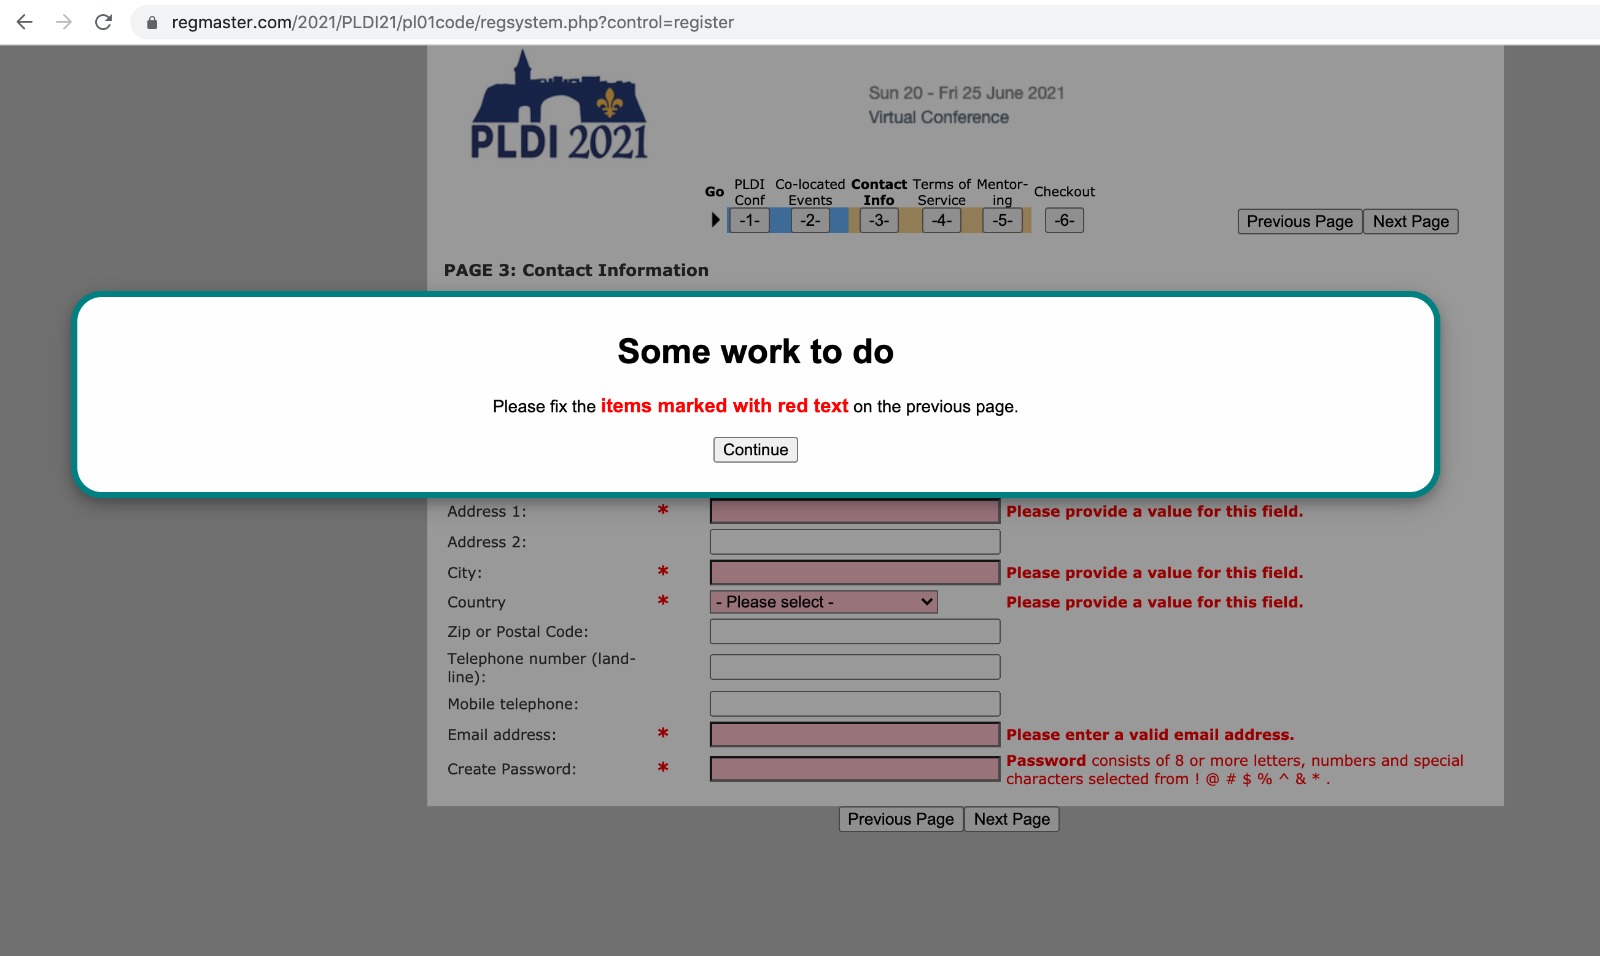 regmaster.com/2021/PLDI21/pl01code/regsystem.php?control=register
PLDI 2021
Sun 20 - Fri 25 June 2021
Virtual Conference
Go PLDI Conf Co-located Events Contact Info Terms of Service Mentor-ing Checkout
-1- -2- -3- -4- -5- -6-
Previous Page Next Page
PAGE 3: Contact Information
Some work to do
Please fix the items marked with red text on the previous page.
Continue
Address 1: * Please provide a value for this field.
Address 2:
City: * Please provide a value for this field.
Country * - Please select - Please provide a value for this field.
Zip or Postal Code:
Telephone number (land-
line):
Mobile telephone:
Email address: * Please enter a valid email address.
Create Password: * Password consists of 8 or more letters, numbers and special
characters selected from ! @ # $ % ^ & * .
Previous Page Next Page